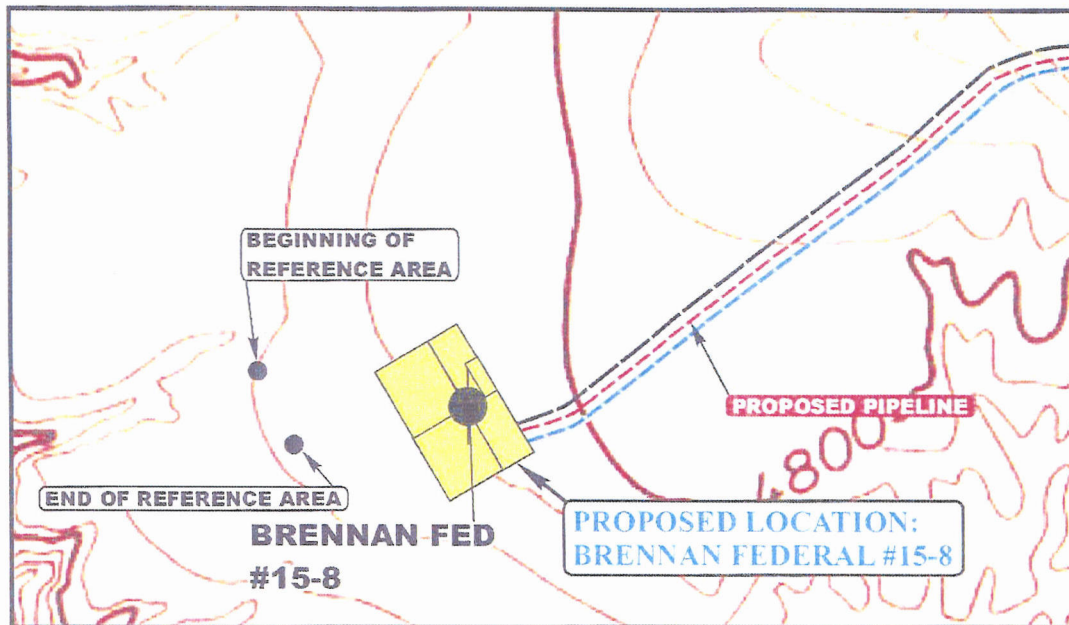 BEGINNING OF
REFERENCE AREA
PROPOSED PIPELINE
4800
END OF REFERENCE AREA
BRENNAN FED
#15-8
PROPOSED LOCATION:
BRENNAN FEDERAL #15-8